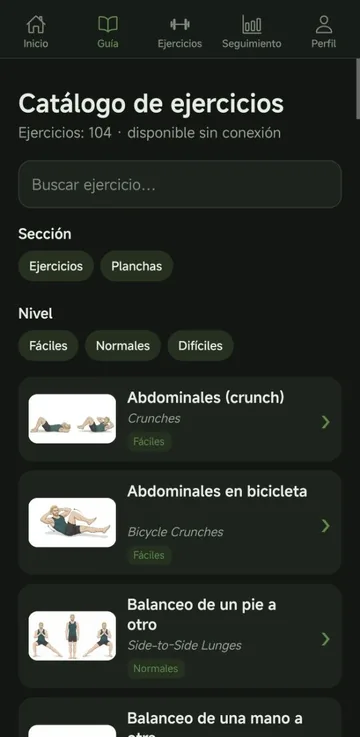 Inicio
Guía
Ejercicios
Seguimiento
Perfil
Catálogo de ejercicios
Ejercicios: 104 · disponible sin conexión
Buscar ejercicio...
Sección
Ejercicios
Planchas
Nivel
Fáciles
Normales
Difíciles
Abdominales (crunch)
Crunches
Fáciles
Abdominales en bicicleta
Bicycle Crunches
Fáciles
Balanceo de un pie a
otro
Side-to-Side Lunges
Normales
Balanceo de una mano a
otra